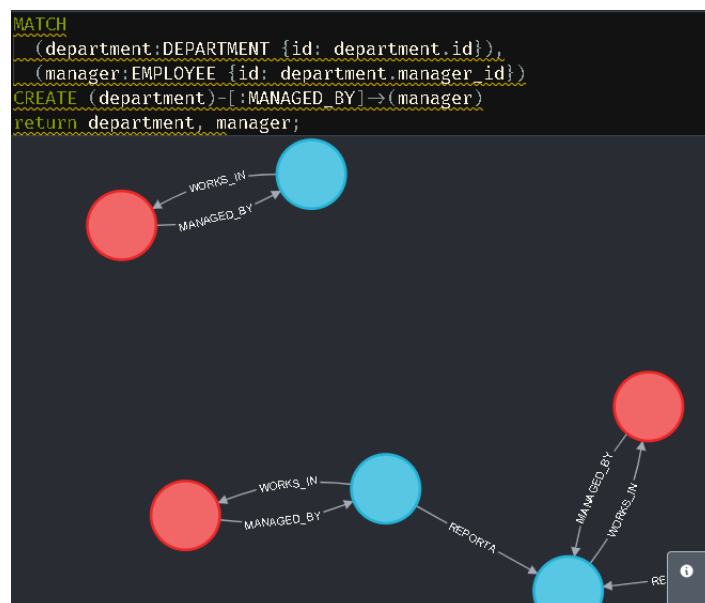 MATCH
(department:DEPARTMENT {id: department.id}),
(manager:EMPLOYEE {id: department.manager_id})
CREATE (department)-[:MANAGED_BY]→(manager)
return department, manager;
WORKS_IN
MANAGED_BY
WORKS_IN
MANAGED_BY
REPORTA
MANAGED_BY
WORKS_IN
RE